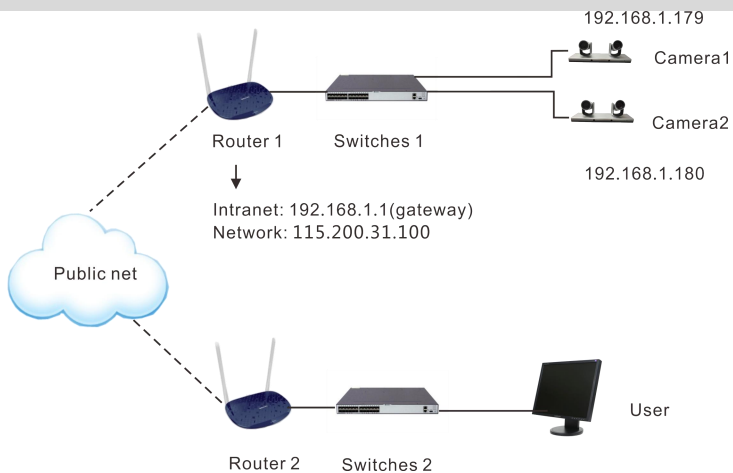 192.168.1.179
Camera1
Camera2
Router 1
Switches 1
192.168.1.180
Intranet: 192.168.1.1(gateway)
Network: 115.200.31.100
Public net
User
Router 2
Switches 2